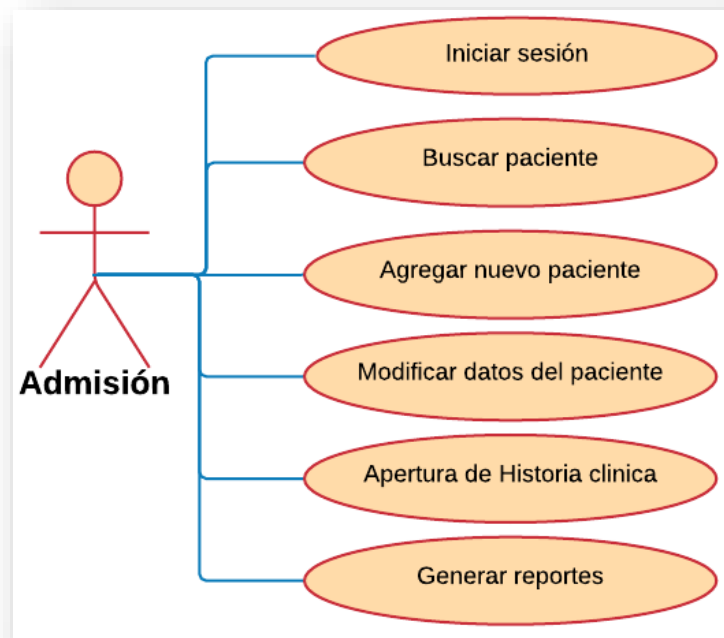 Iniciar sesión
Buscar paciente
Agregar nuevo paciente
Modificar datos del paciente
Admisión
Apertura de Historia clinica
Generar reportes